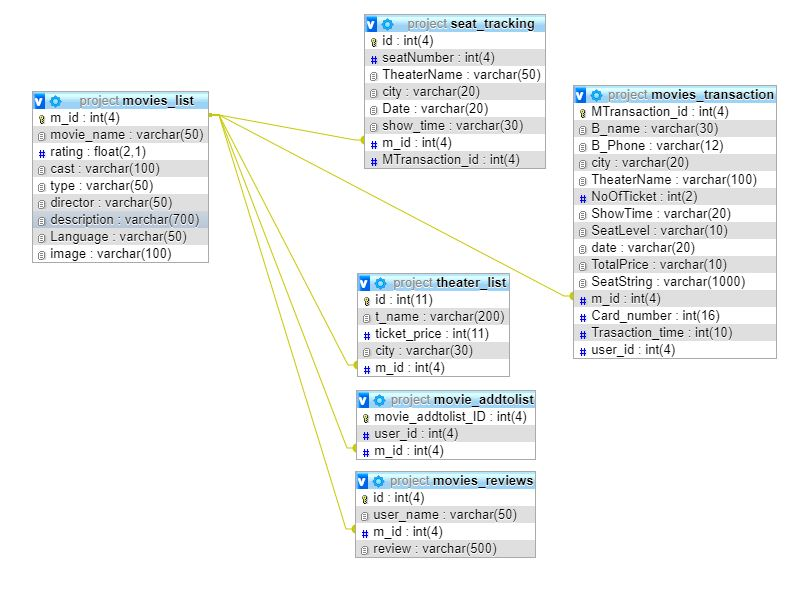 project movies_list
m_id : int(4)
movie_name : varchar(50)
rating : float(2,1)
cast : varchar(100)
type : varchar(50)
director : varchar(50)
description : varchar(700)
Language : varchar(50)
image : varchar(100)
project seat_tracking
id : int(4)
seatNumber : int(4)
TheaterName : varchar(50)
city : varchar(20)
Date : varchar(20)
show_time : varchar(30)
m_id : int(4)
MTransaction_id : int(4)
project theater_list
id : int(11)
t_name : varchar(200)
ticket_price : int(11)
city : varchar(30)
m_id : int(4)
project movie_addtolist
movie_addtolist_ID : int(4)
user_id : int(4)
m_id : int(4)
project movies_reviews
id : int(4)
user_name : varchar(50)
m_id : int(4)
review : varchar(500)
project movies_transaction
MTransaction_id : int(4)
B_name : varchar(30)
B_Phone : varchar(12)
city : varchar(20)
TheaterName : varchar(100)
NoOfTicket : int(2)
ShowTime : varchar(20)
SeatLevel : varchar(10)
date : varchar(20)
TotalPrice : varchar(10)
SeatString : varchar(1000)
m_id : int(4)
Card_number : int(16)
Trasaction_time : int(10)
user_id : int(4)